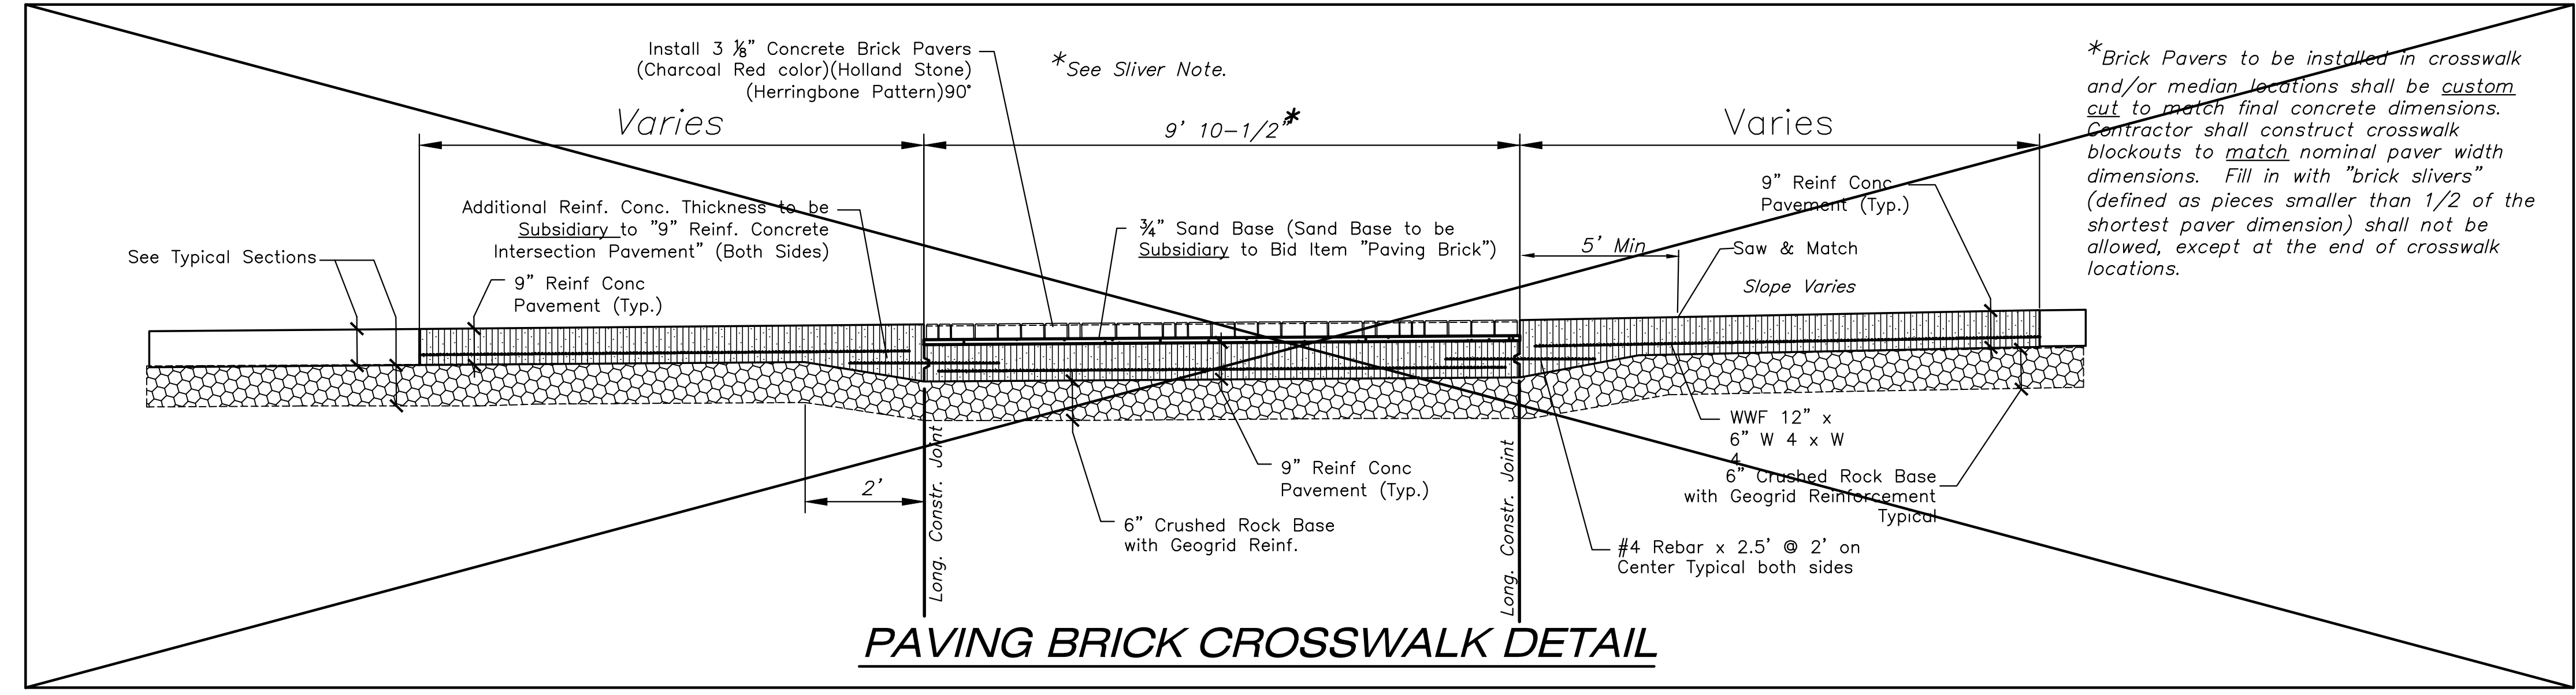 Install 3 ⅛" Concrete Brick Pavers
(Charcoal Red color)(Holland Stone)
(Herringbone Pattern)90°
*See Sliver Note.
*Brick Pavers to be installed in crosswalk
and/or median locations shall be custom
cut to match final concrete dimensions.
Contractor shall construct crosswalk
blockouts to match nominal paver width
dimensions. Fill in with "brick slivers"
(defined as pieces smaller than 1/2 of the
shortest paver dimension) shall not be
allowed, except at the end of crosswalk
locations.
Varies
9' 10-1/2"*
Varies
Additional Reinf. Conc. Thickness to be
Subsidiary to "9" Reinf. Concrete
Intersection Pavement" (Both Sides)
¾" Sand Base (Sand Base to be
Subsidiary to Bid Item "Paving Brick")
9" Reinf Conc
Pavement (Typ.)
5' Min
Saw & Match
Slope Varies
See Typical Sections
9" Reinf Conc
Pavement (Typ.)
WWF 12" x
6" W 4 x W
4
6" Crushed Rock Base
with Geogrid Reinforcement
Typical
2'
Long. Constr. Joint
9" Reinf Conc
Pavement (Typ.)
6" Crushed Rock Base
with Geogrid Reinf.
Long. Constr. Joint
#4 Rebar x 2.5' @ 2' on
Center Typical both sides
PAVING BRICK CROSSWALK DETAIL